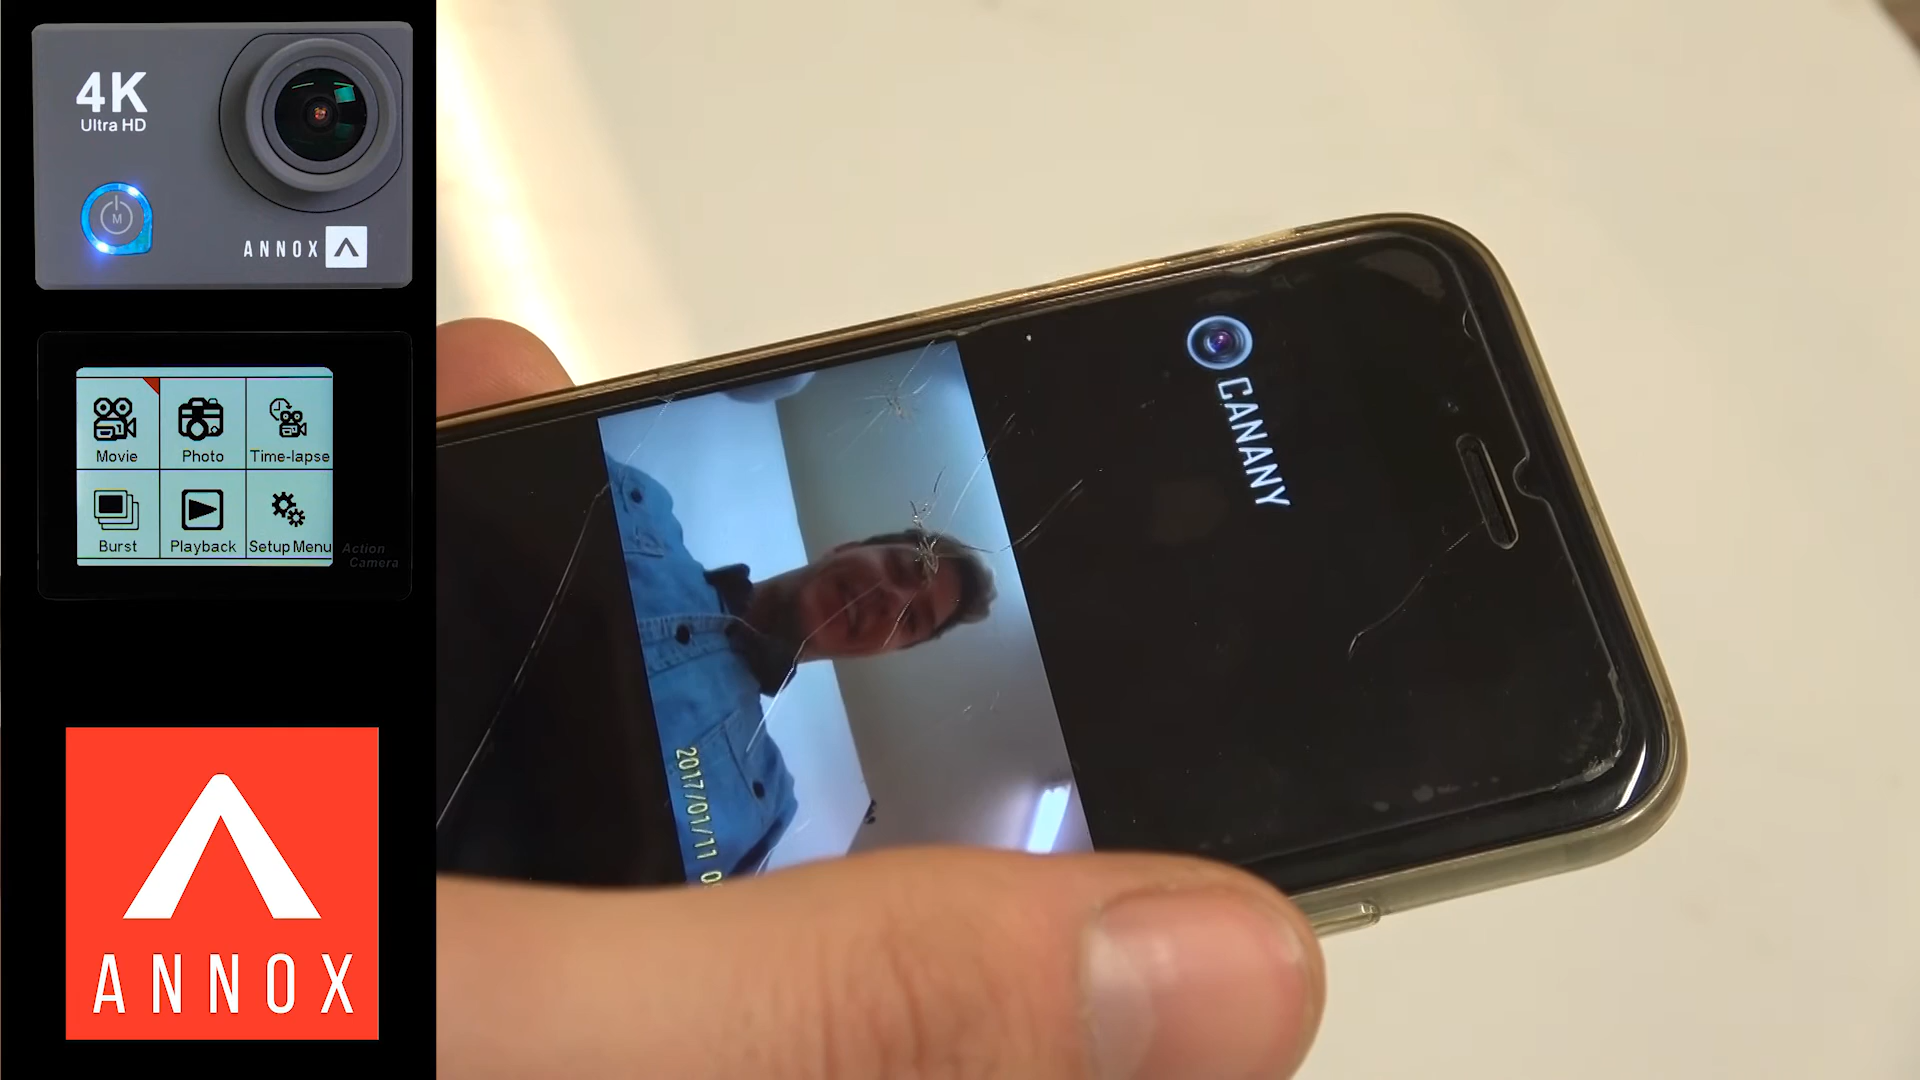 4K
Ultra HD
M
ANNOX
Movie
Photo
Time-lapse
Burst
Playback
Setup Menu
Action
Camera
ANNOX
CANANY
2017/01/11